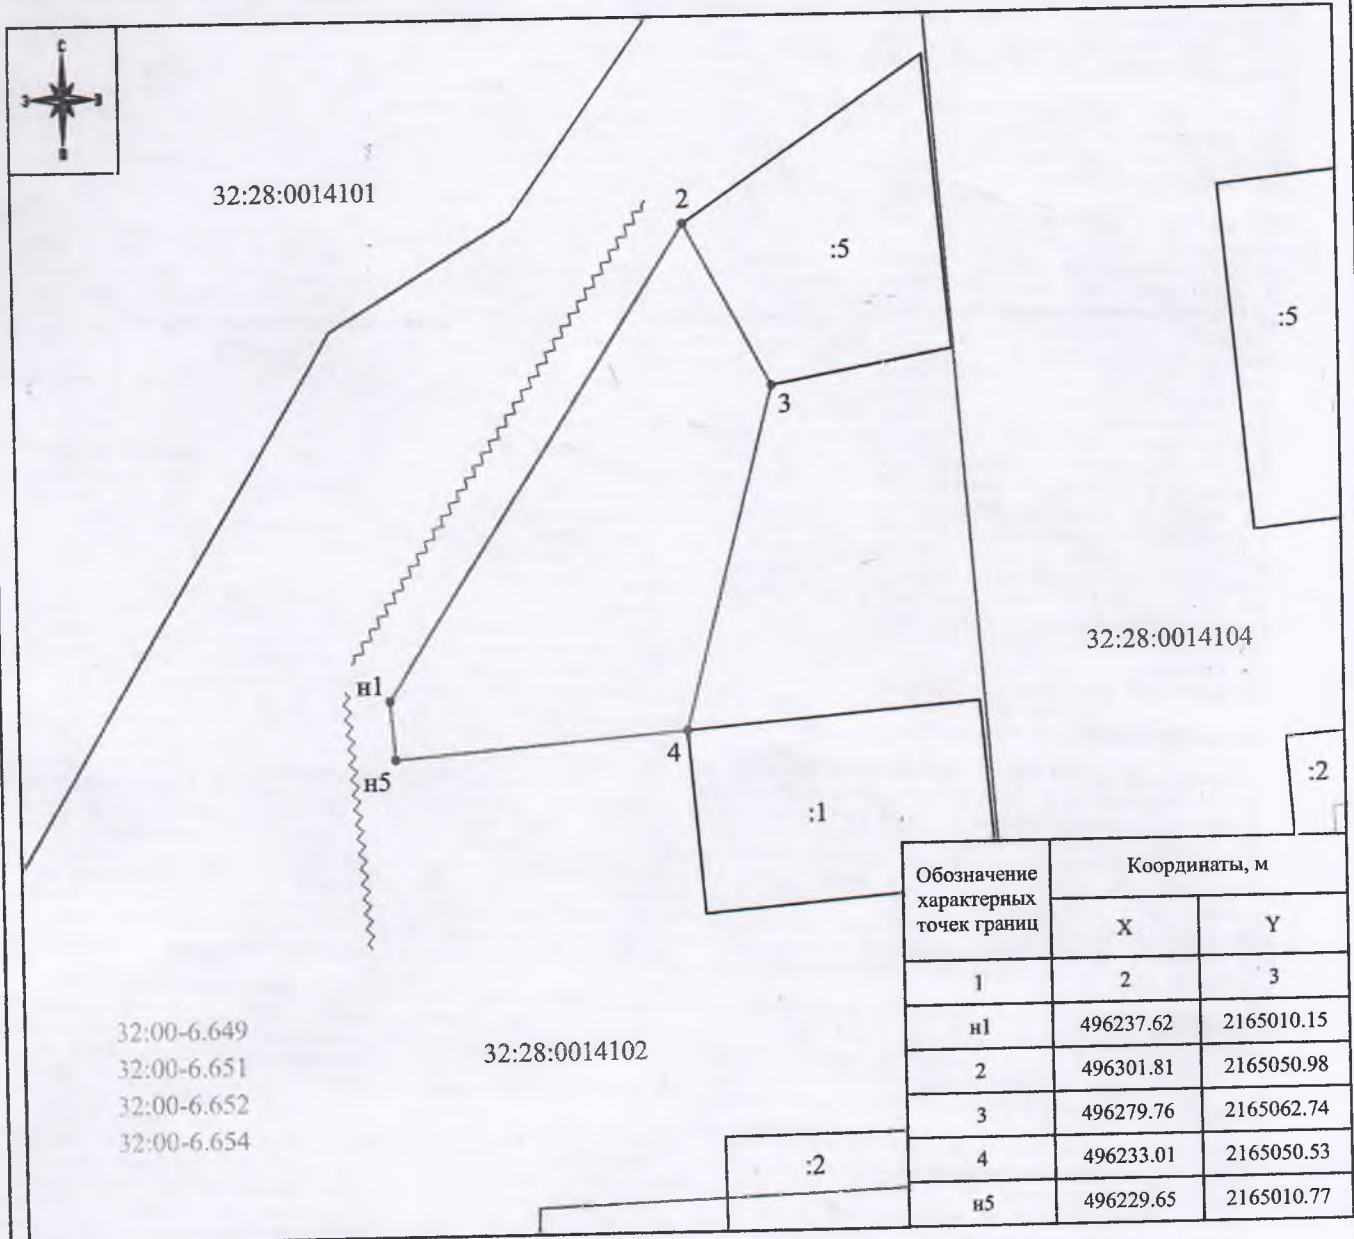 С
З В
Ю
32:28:0014101
2
:5
:5
3
32:28:0014104
н1
4
н5
:1
:2
32:00-6.649
32:00-6.651
32:00-6.652
32:00-6.654
32:28:0014102
:2
Обозначение характерных точек границ
Координаты, м
X Y
1 2 3
н1 496237.62 2165010.15
2 496301.81 2165050.98
3 496279.76 2165062.74
4 496233.01 2165050.53
н5 496229.65 2165010.77